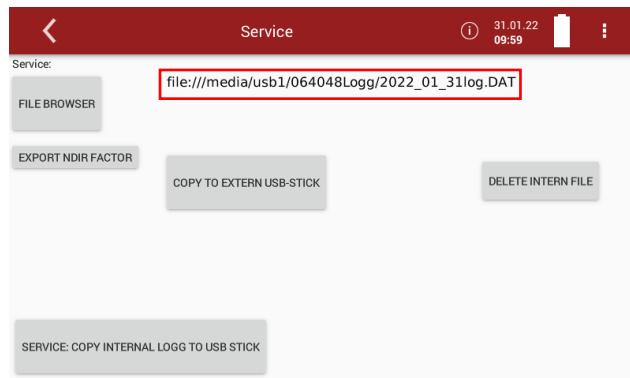 Service
31.01.22
09:59
Service:
file:///media/usb1/064048Logg/2022_01_31log.DAT
FILE BROWSER
EXPORT NDIR FACTOR
COPY TO EXTERN USB-STICK
DELETE INTERN FILE
SERVICE: COPY INTERNAL LOGG TO USB STICK